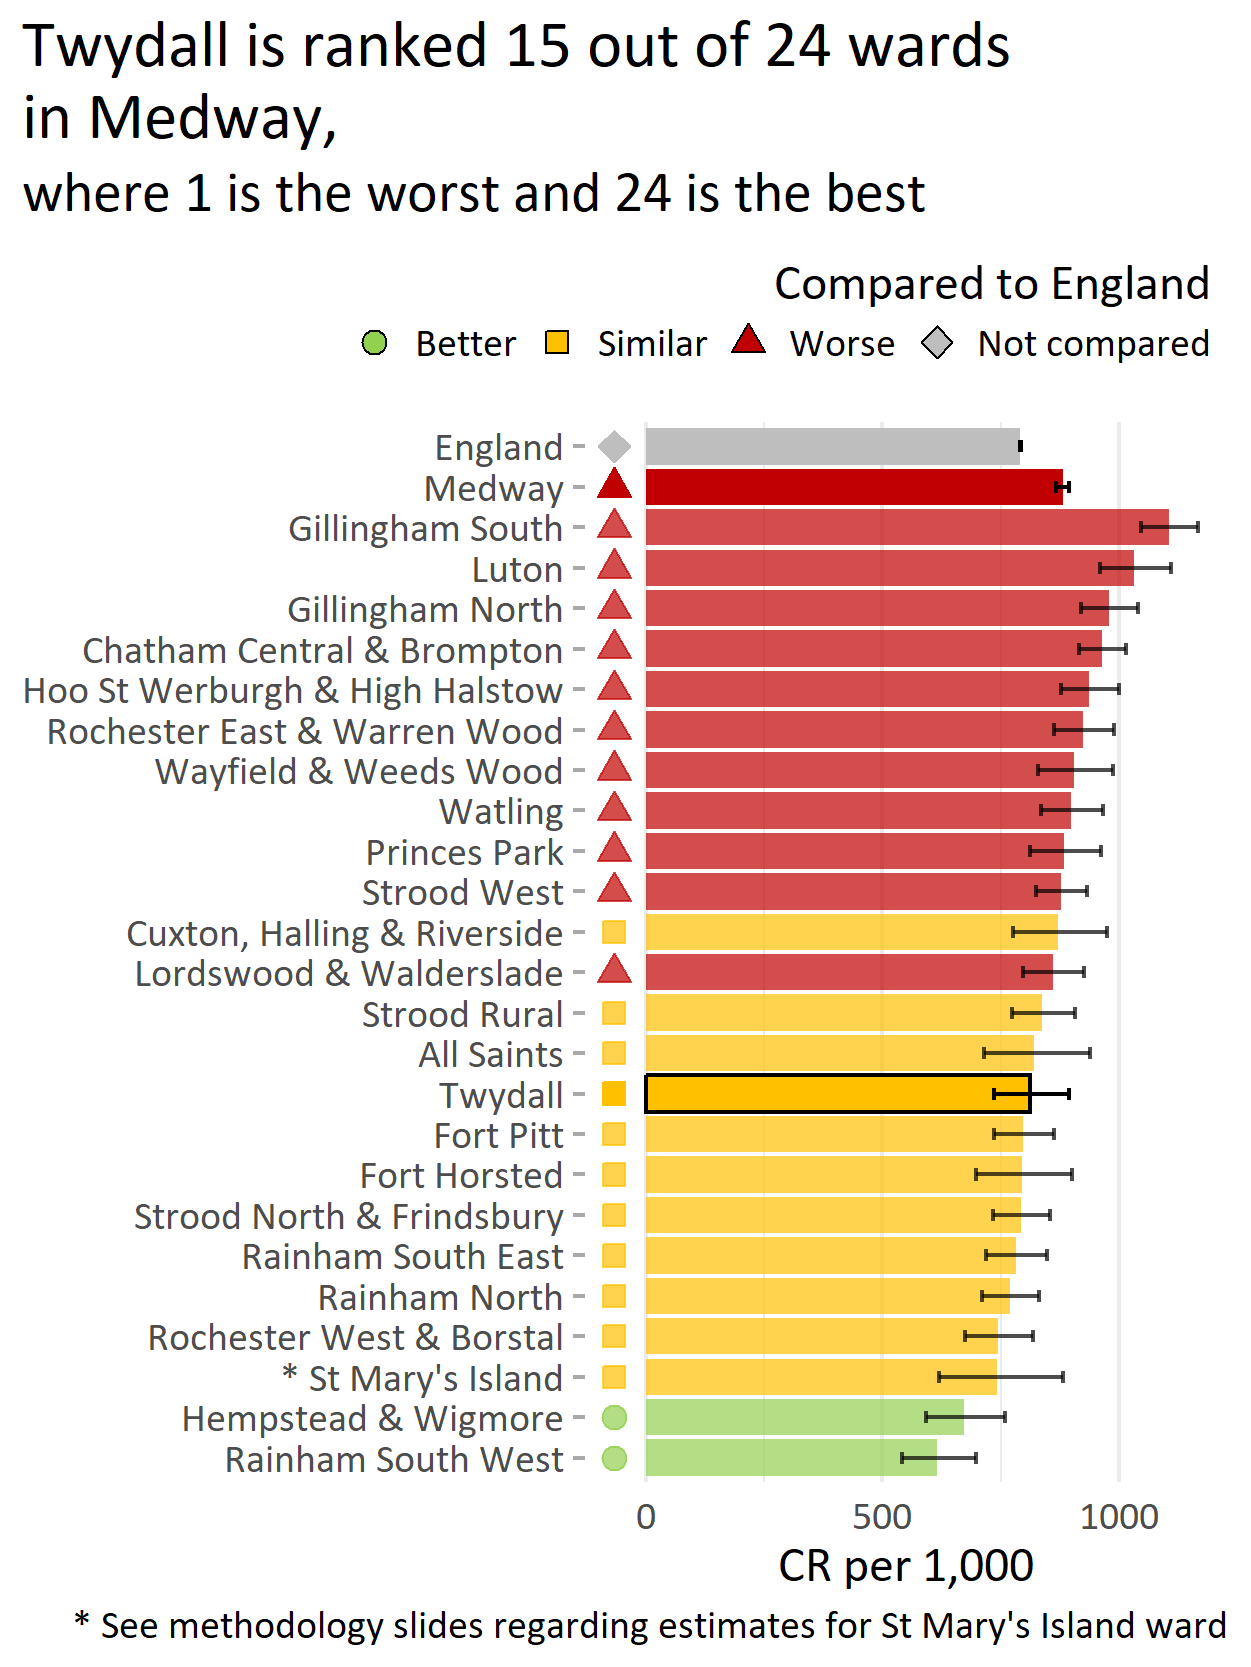 Twydall is ranked 15 out of 24 wards
in Medway,
where 1 is the worst and 24 is the best
Compared to England
Better Similar Worse Not compared
England
Medway
Gillingham South
Luton
Gillingham North
Chatham Central & Brompton
Hoo St Werburgh & High Halstow
Rochester East & Warren Wood
Wayfield & Weeds Wood
Watling
Princes Park
Strood West
Cuxton, Halling & Riverside
Lordswood & Walderslade
Strood Rural
All Saints
Twydall
Fort Pitt
Fort Horsted
Strood North & Frindsbury
Rainham South East
Rainham North
Rochester West & Borstal
* St Mary's Island
Hempstead & Wigmore
Rainham South West
0 500 1000
CR per 1,000
* See methodology slides regarding estimates for St Mary's Island ward